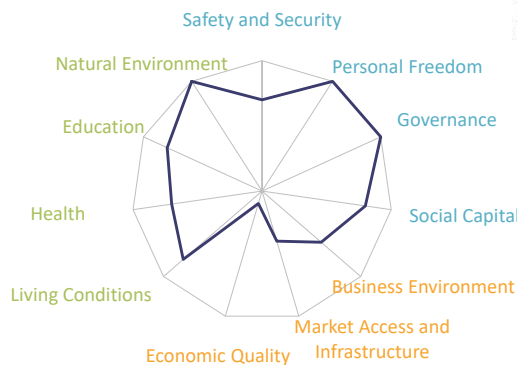 Safety and Security
Natural Environment
Personal Freedom
Education
Governance
Health
Social Capital
Living Conditions
Business Environment
Market Access and
Infrastructure
Economic Quality